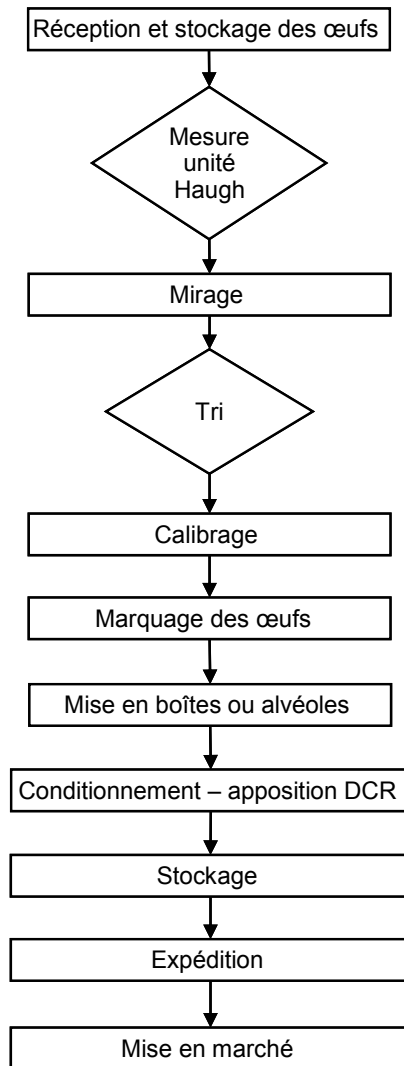 Réception et stockage des œufs
Mesure
unité
Haugh
Mirage
Tri
Calibrage
Marquage des œufs
Mise en boîtes ou alvéoles
Conditionnement – apposition DCR
Stockage
Expédition
Mise en marché